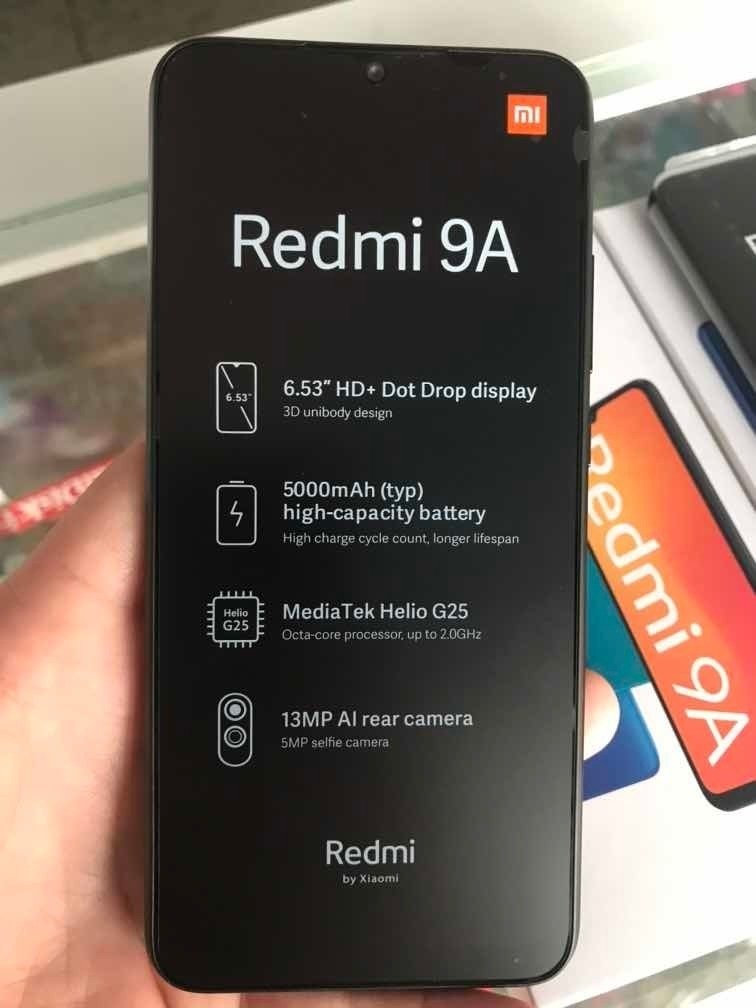 mi
Redmi 9A
6.53"
6.53" HD+ Dot Drop display
3D unibody design
5000mAh (typ)
high-capacity battery
High charge cycle count, longer lifespan
Helio
G25
MediaTek Helio G25
Octa-core processor, up to 2.0GHz
13MP AI rear camera
5MP selfie camera
Redmi
by Xiaomi
Redmi 9A